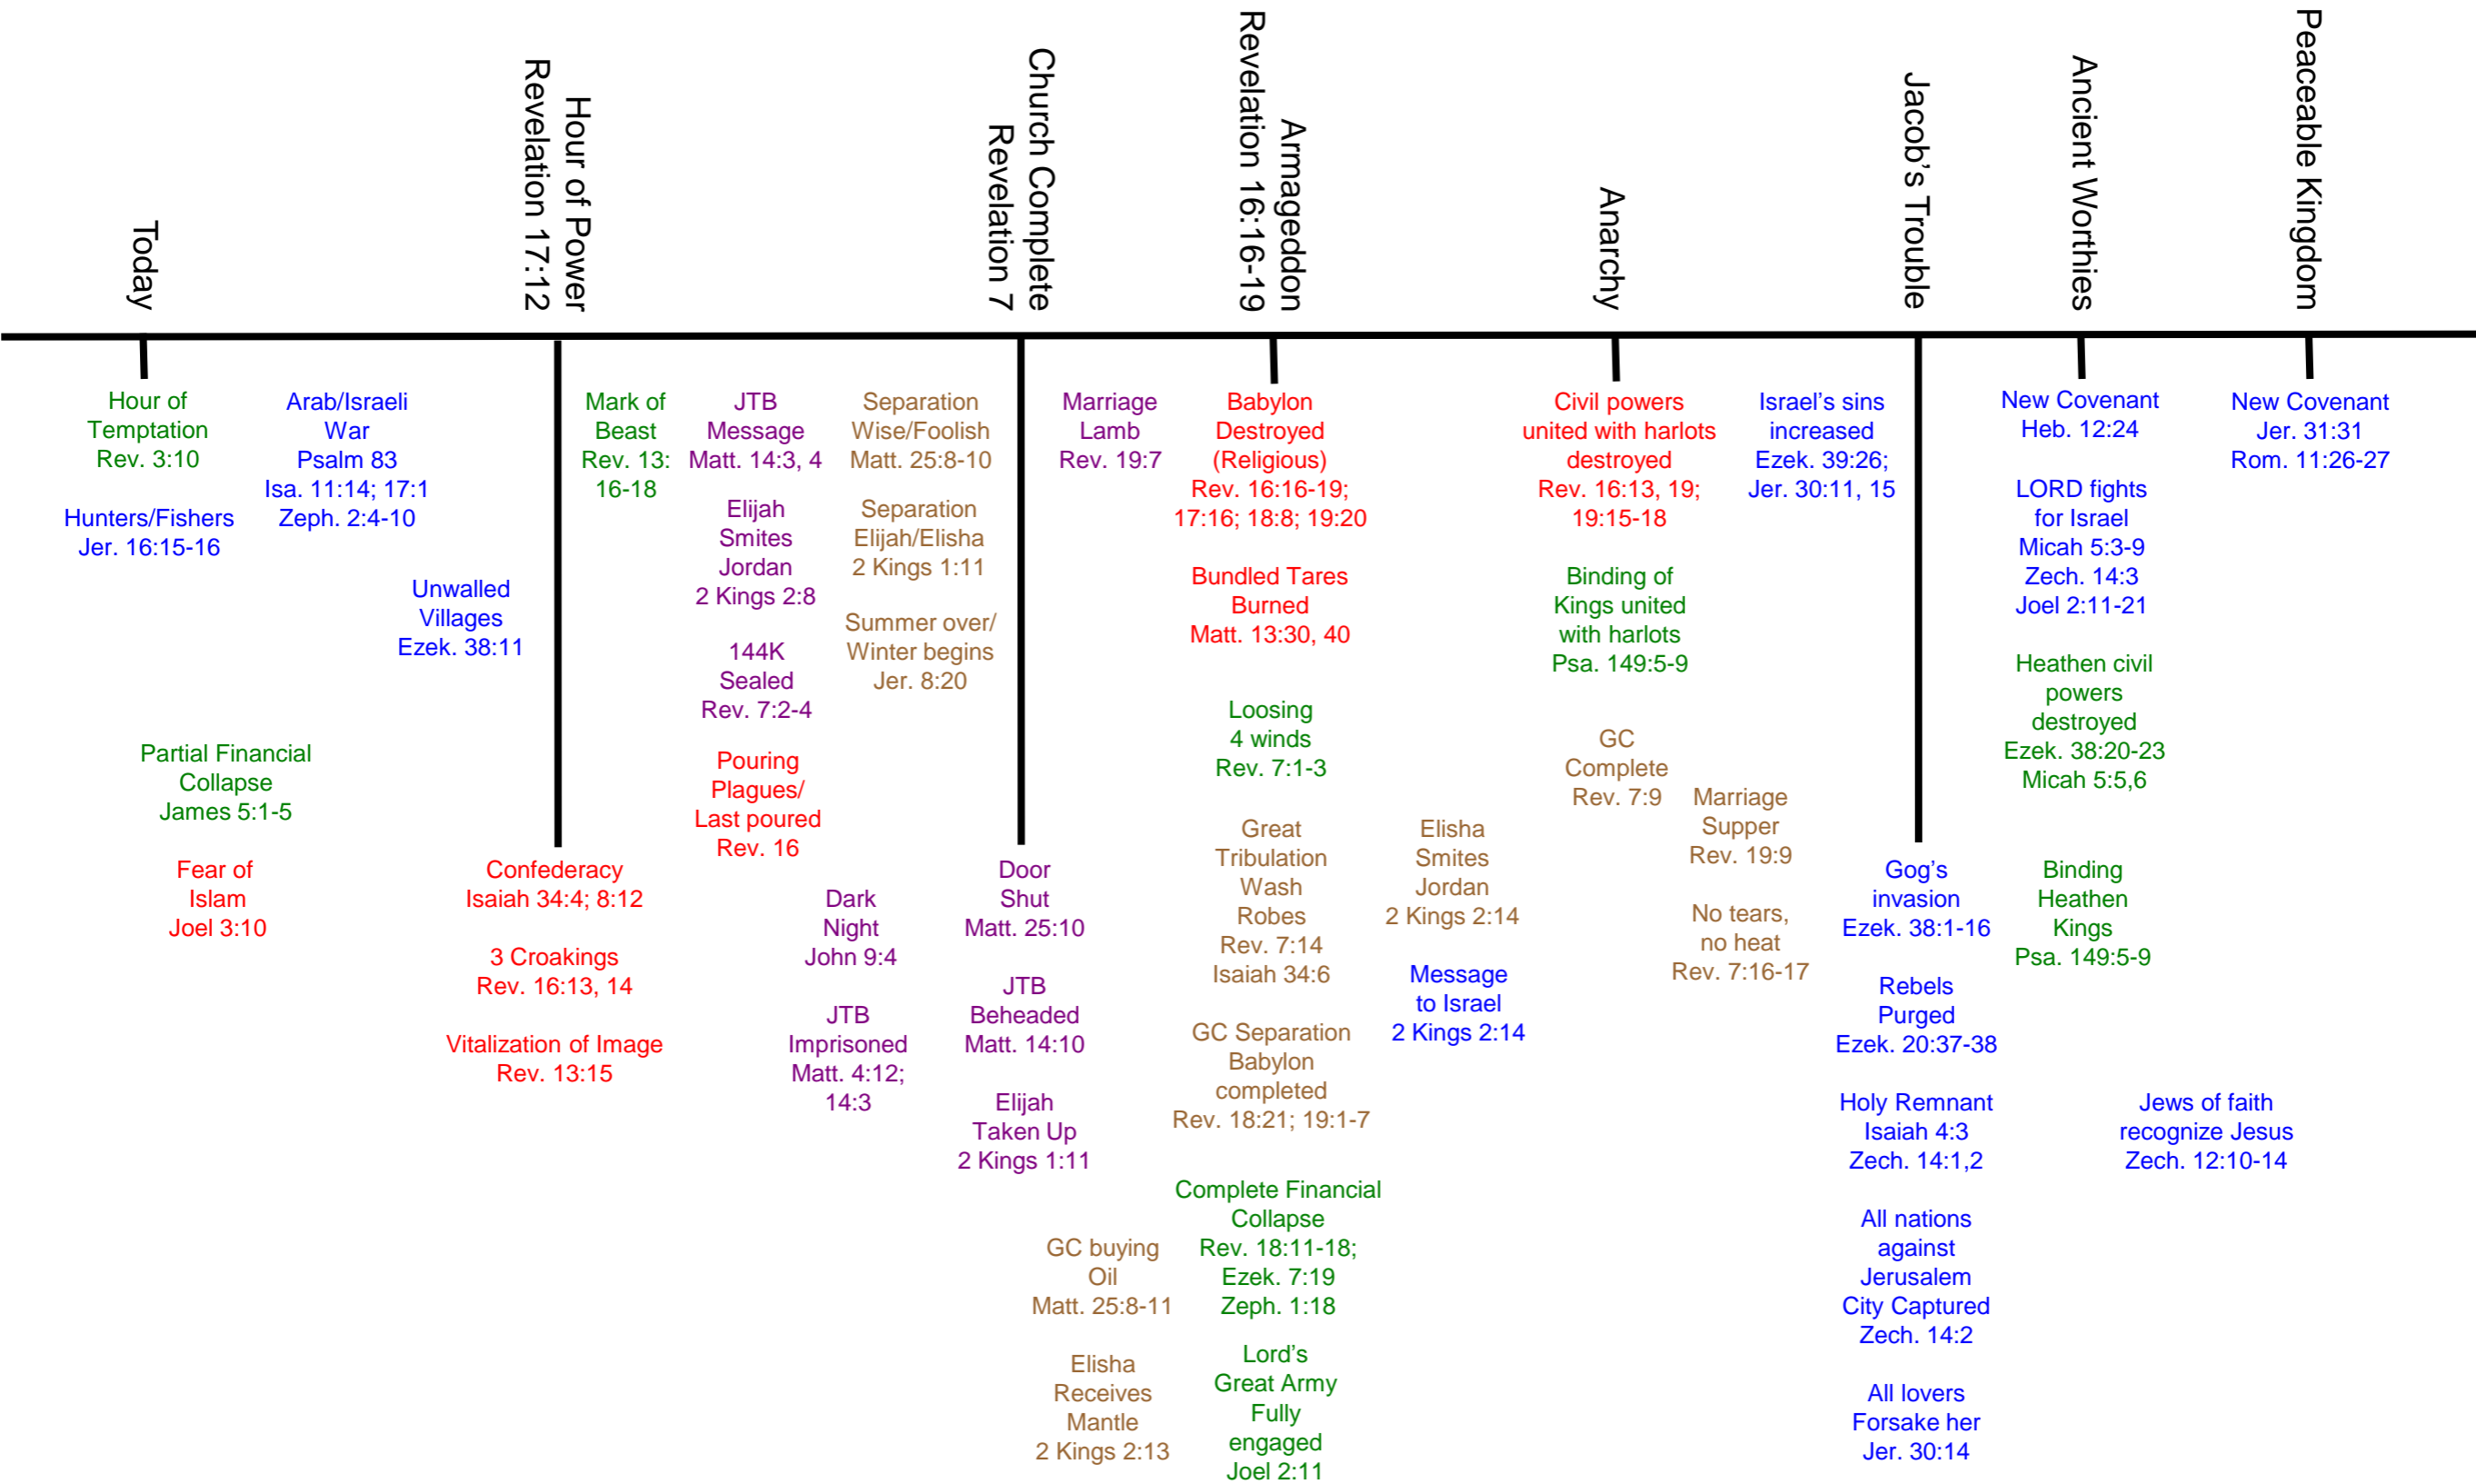 Today
Hour of Power
Revelation 17:12
Church Complete
Revelation 7
Armageddon
Revelation 16:16-19
Anarchy
Jacob's Trouble
Ancient Worthies
Peaceable Kingdom
Hour of
Temptation
Rev. 3:10
Hunters/Fishers
Jer. 16:15-16
Arab/Israeli
War
Psalm 83
Isa. 11:14; 17:1
Zeph. 2:4-10
Unwalled
Villages
Ezek. 38:11
Partial Financial
Collapse
James 5:1-5
Fear of
Islam
Joel 3:10
Confederacy
Isaiah 34:4; 8:12
3 Croakings
Rev. 16:13, 14
Vitalization of Image
Rev. 13:15
Mark of
Beast
Rev. 13:
16-18
JTB
Message
Matt. 14:3, 4
Elijah
Smites
Jordan
2 Kings 2:8
144K
Sealed
Rev. 7:2-4
Pouring
Plagues/
Last poured
Rev. 16
Separation
Wise/Foolish
Matt. 25:8-10
Separation
Elijah/Elisha
2 Kings 1:11
Summer over/
Winter begins
Jer. 8:20
Dark
Night
John 9:4
JTB
Imprisoned
Matt. 4:12;
14:3
Door
Shut
Matt. 25:10
JTB
Beheaded
Matt. 14:10
Elijah
Taken Up
2 Kings 1:11
Marriage
Lamb
Rev. 19:7
GC buying
Oil
Matt. 25:8-11
Elisha
Receives
Mantle
2 Kings 2:13
Babylon
Destroyed
(Religious)
Rev. 16:16-19;
17:16; 18:8; 19:20
Bundled Tares
Burned
Matt. 13:30, 40
Loosing
4 winds
Rev. 7:1-3
Great
Tribulation
Wash
Robes
Rev. 7:14
Isaiah 34:6
GC Separation
Babylon
completed
Rev. 18:21; 19:1-7
Complete Financial
Collapse
Rev. 18:11-18;
Ezek. 7:19
Zeph. 1:18
Lord's
Great Army
Fully
engaged
Joel 2:11
Elisha
Smites
Jordan
2 Kings 2:14
Message
to Israel
2 Kings 2:14
Civil powers
united with harlots
destroyed
Rev. 16:13, 19;
19:15-18
Binding of
Kings united
with harlots
Psa. 149:5-9
GC
Complete
Rev. 7:9
Marriage
Supper
Rev. 19:9
No tears,
no heat
Rev. 7:16-17
Israel's sins
increased
Ezek. 39:26;
Jer. 30:11, 15
Gog's
invasion
Ezek. 38:1-16
Rebels
Purged
Ezek. 20:37-38
Holy Remnant
Isaiah 4:3
Zech. 14:1,2
All nations
against
Jerusalem
City Captured
Zech. 14:2
All lovers
Forsake her
Jer. 30:14
New Covenant
Heb. 12:24
LORD fights
for Israel
Micah 5:3-9
Zech. 14:3
Joel 2:11-21
Heathen civil
powers
destroyed
Ezek. 38:20-23
Micah 5:5,6
Binding
Heathen
Kings
Psa. 149:5-9
Jews of faith
recognize Jesus
Zech. 12:10-14
New Covenant
Jer. 31:31
Rom. 11:26-27